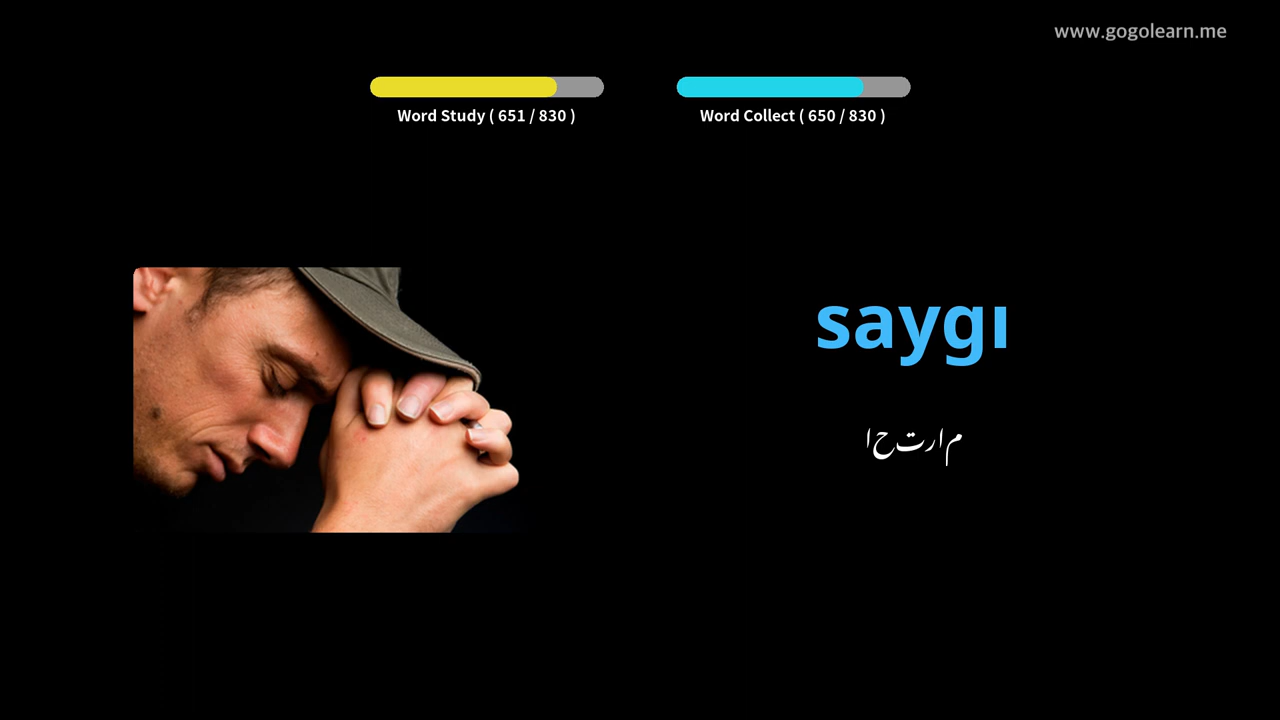 www.gogolearn.me
Word Study ( 651 / 830 )
Word Collect ( 650 / 830 )
saygı
احترام